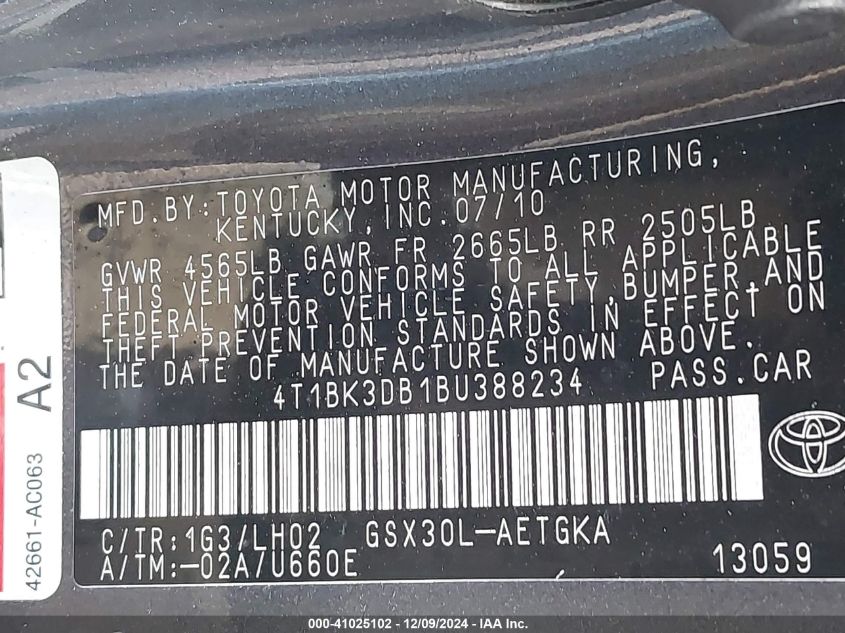 MFD.BY:TOYOTA MOTOR MANUFACTURING,
KENTUCKY,INC.07/10
GVWR 4565LB GAWR FR 2665LB RR 2505LB
THIS VEHICLE CONFORMS TO ALL APPLICABLE
FEDERAL MOTOR VEHICLE SAFETY,BUMPER,AND
THEFT PREVENTION STANDARDS IN EFFECT ON
THE DATE OF MANUFACTURE SHOWN ABOVE.
4T1BK3DB1BU388234 PASS.CAR
C/TR:1G3/LH02 GSX30L-AETGKA
A/TM:-02A/U660E 13059
A2
42661-AC063
000-41025102 - 12/09/2024 - IAA Inc.